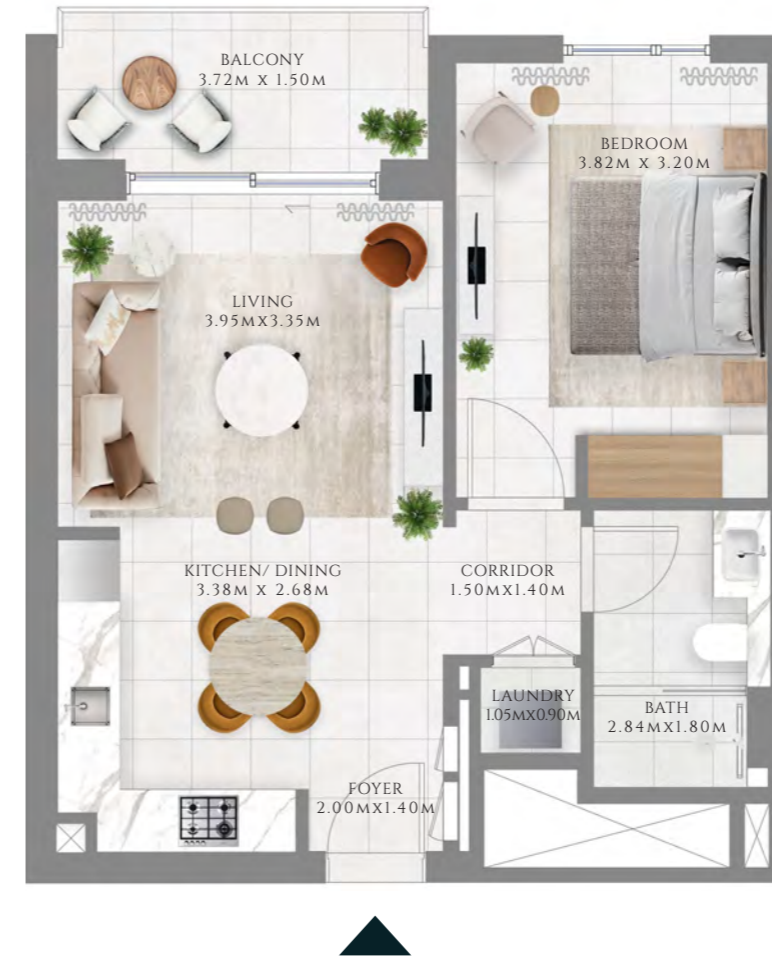 BALCONY
3.72M X 1.50M
BEDROOM
3.82M X 3.20M
LIVING
3.95MX3.35M
KITCHEN/ DINING
3.38M X 2.68M
CORRIDOR
1.50MX1.40M
LAUNDRY
1.05MX0.90M
BATH
2.84MX1.80M
FOYER
2.00MX1.40M